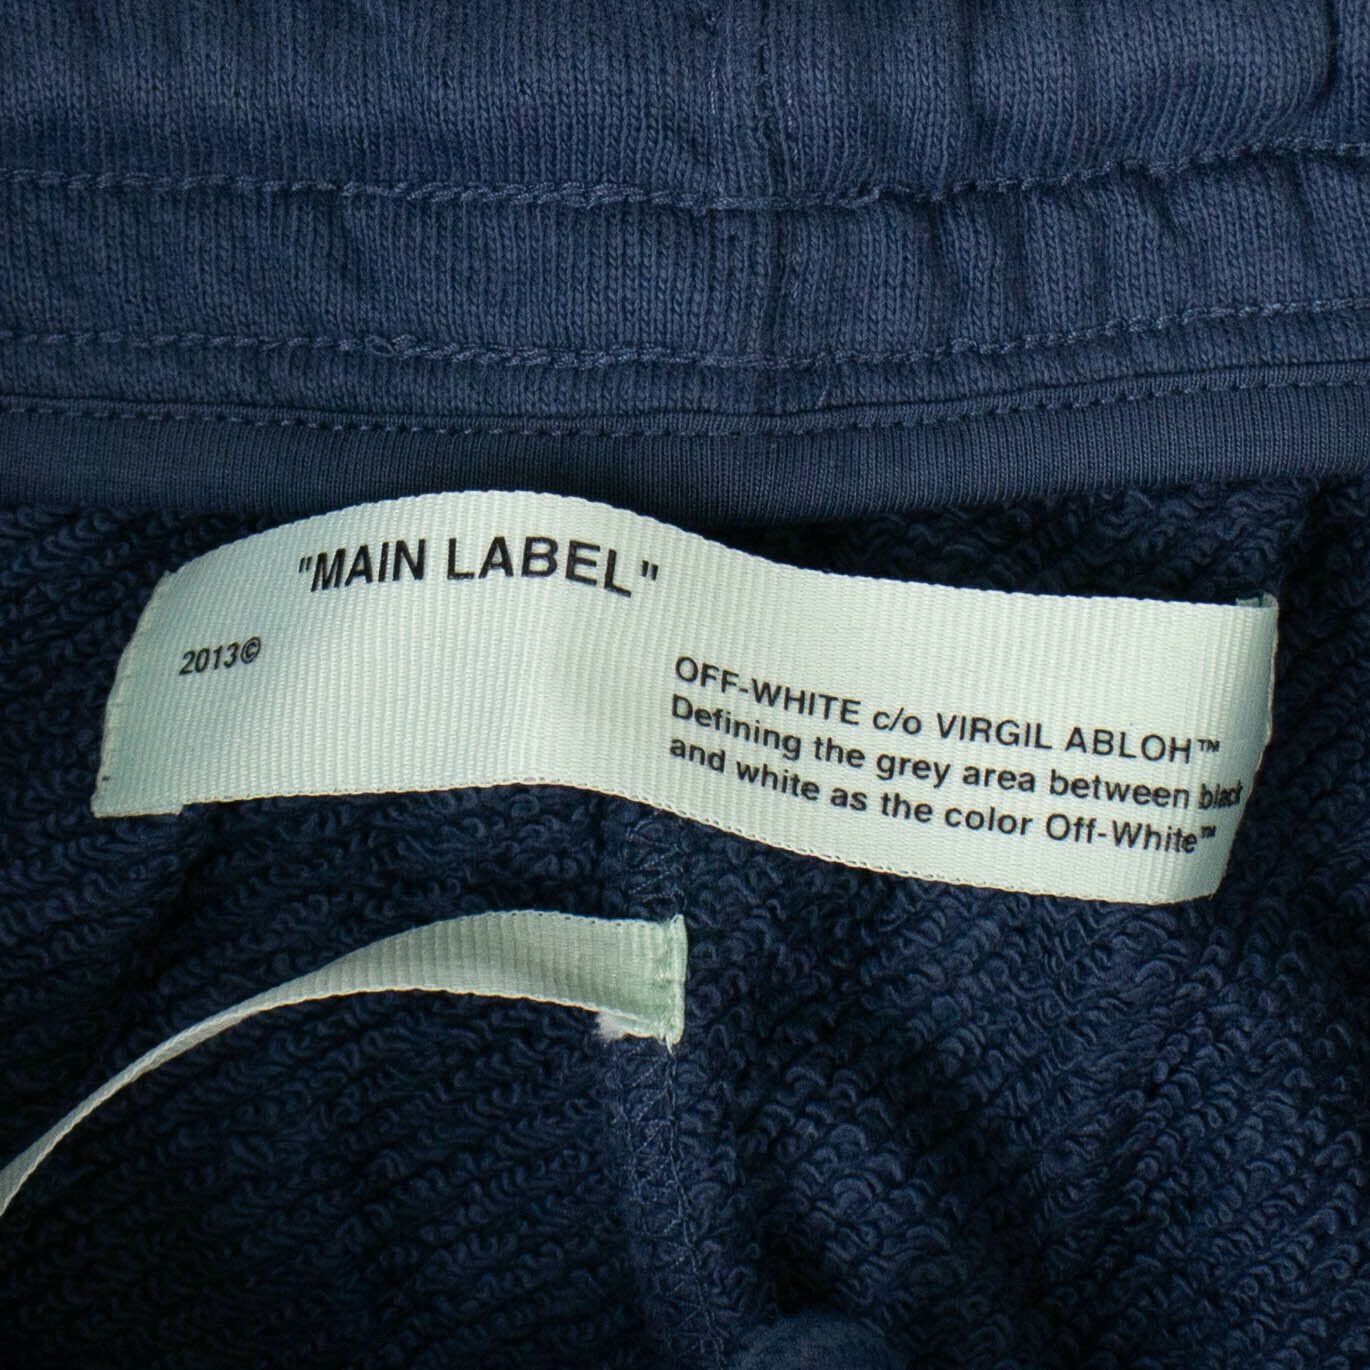 "MAIN LABEL"
2013©
OFF-WHITE c/o VIRGIL ABLOH™
Defining the grey area between black
and white as the color Off-White™